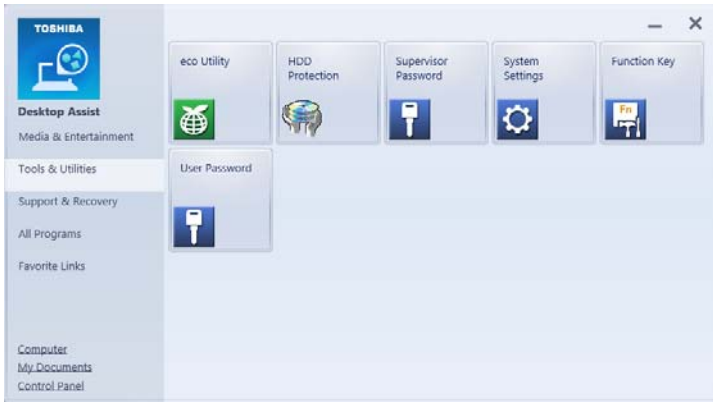 TOSHIBA
Desktop Assist
Media & Entertainment
Tools & Utilities
Support & Recovery
All Programs
Favorite Links
Computer
My Documents
Control Panel
eco Utility
HDD
Protection
Supervisor
Password
System
Settings
Function Key
Fn
User Password